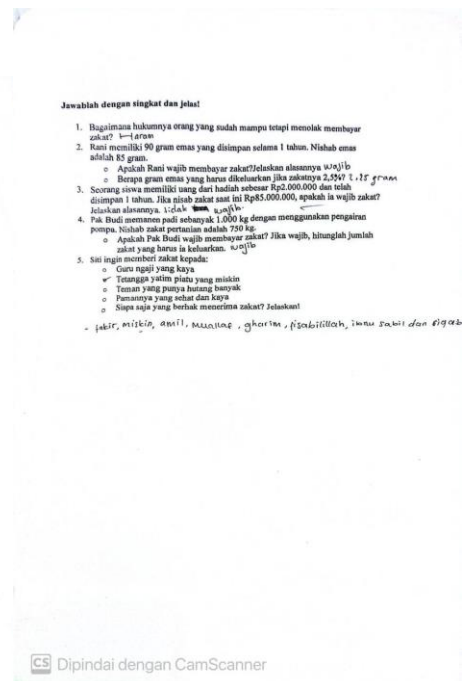 Jawablah dengan singkat dan jelas!
1. Bagaimana hukumnya orang yang sudah mampu tetapi menolak membayar
zakat? Haram
2. Rani memiliki 90 gram emas yang disimpan selama 1 tahun. Nishab emas
adalah 85 gram.
o Apakah Rani wajib membayar zakat?Jelaskan alasannya wajib
o Berapa gram emas yang harus dikeluarkan jika zakatnya 2,5%? 2,25 gram
3. Seorang siswa memiliki uang dari hadiah sebesar Rp2.000.000 dan telah
disimpan 1 tahun. Jika nisab zakat saat ini Rp85.000.000, apakah ia wajib zakat?
Jelaskan alasannya. tidak wajib.
4. Pak Budi memanen padi sebanyak 1.000 kg dengan menggunakan pengairan
pompa. Nishab zakat pertanian adalah 750 kg.
o Apakah Pak Budi wajib membayar zakat? Jika wajib, hitunglah jumlah
zakat yang harus ia keluarkan. wajib
5. Siti ingin memberi zakat kepada:
o Guru ngaji yang kaya
Tetangga yatim piatu yang miskin
o Teman yang punya hutang banyak
o Pamannya yang sehat dan kaya
o Siapa saja yang berhak menerima zakat? Jelaskan!
- fakir, miskin, amil, muallaf, gharim, fisabilillah, ibnu sabil dan riqab
CS Dipindai dengan CamScanner